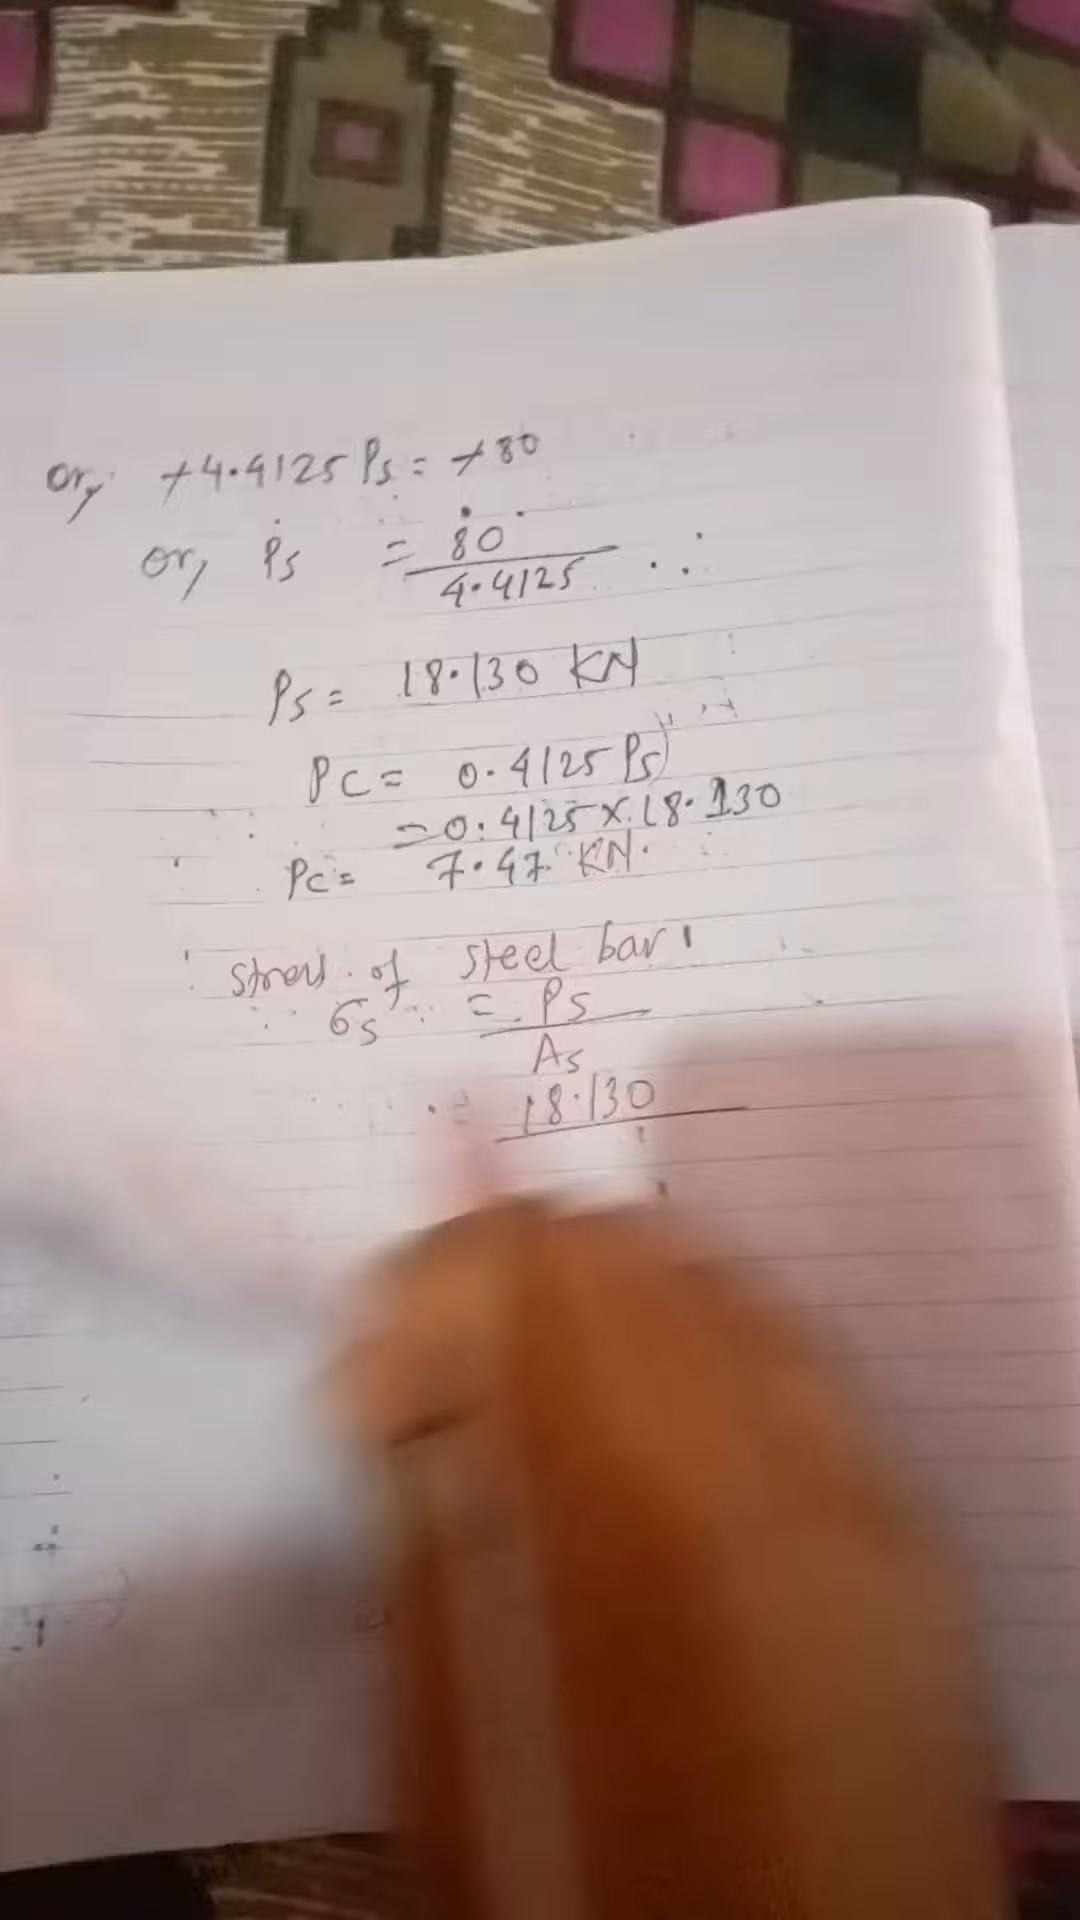 or, +4.4125 Ps = +80
or, Ps = 80
4.4125
Ps = 18.130 KN
PC = 0.4125 Ps
= 0.4125 x 18.130
Pc = 7.47 KN.
stress of steel bar
σs = Ps
As
= 18.130